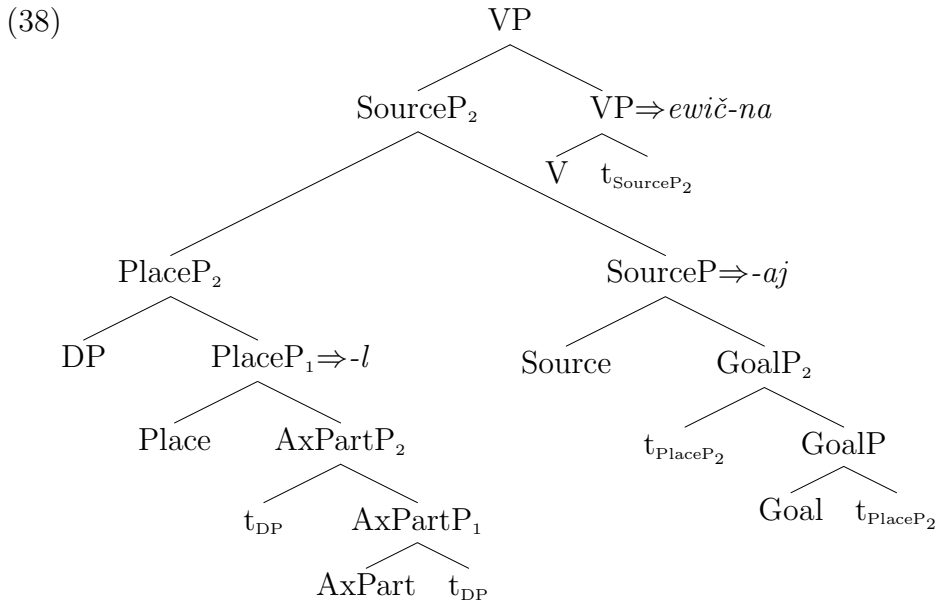 (38)
VP
SourceP₂ VP⇒ewič-na
V t_SourceP₂
PlaceP₂ SourceP⇒-aj
DP PlaceP₁⇒-l Source GoalP₂
Place AxPartP₂ t_PlaceP₂ GoalP
t_DP AxPartP₁ Goal t_PlaceP₂
AxPart t_DP